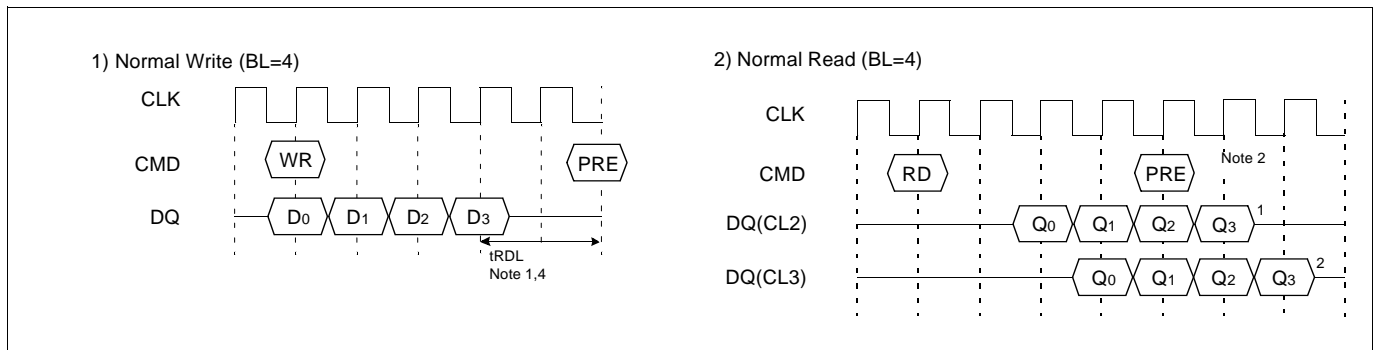 1) Normal Write (BL=4)
CLK
CMD WR PRE
DQ D0 D1 D2 D3
tRDL
Note 1,4
2) Normal Read (BL=4)
CLK
CMD RD PRE Note 2
DQ(CL2) Q0 Q1 Q2 Q3 1
DQ(CL3) Q0 Q1 Q2 Q3 2